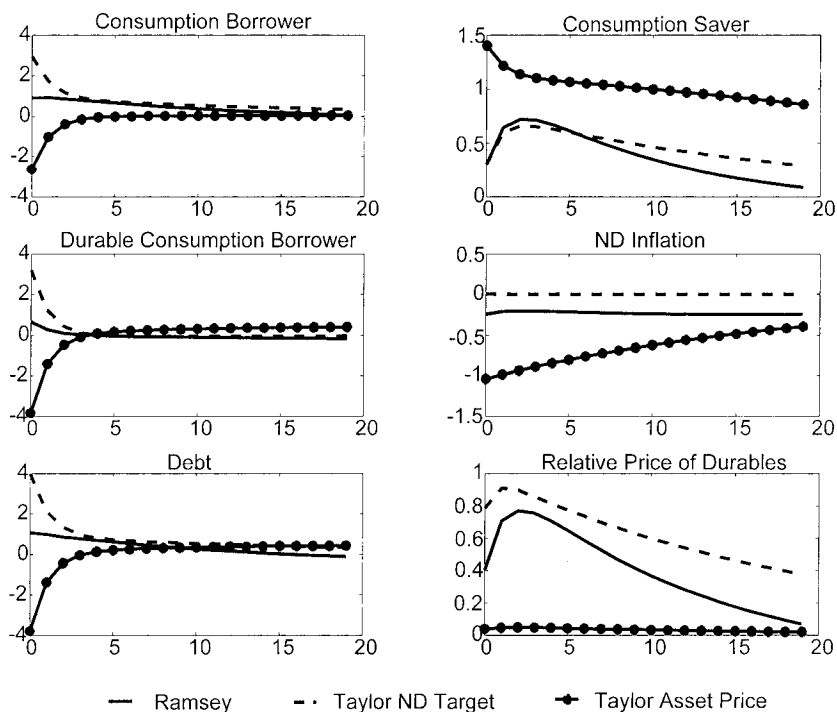 Consumption Borrower
4
2
0
-2
-4
0 5 10 15 20
Consumption Saver
1.5
1
0.5
0
0 5 10 15 20
Durable Consumption Borrower
4
2
0
-2
-4
0 5 10 15 20
ND Inflation
0.5
0
-0.5
-1
-1.5
0 5 10 15 20
Debt
4
2
0
-2
-4
0 5 10 15 20
Relative Price of Durables
1
0.8
0.6
0.4
0.2
0
0 5 10 15 20
Ramsey Taylor ND Target Taylor Asset Price